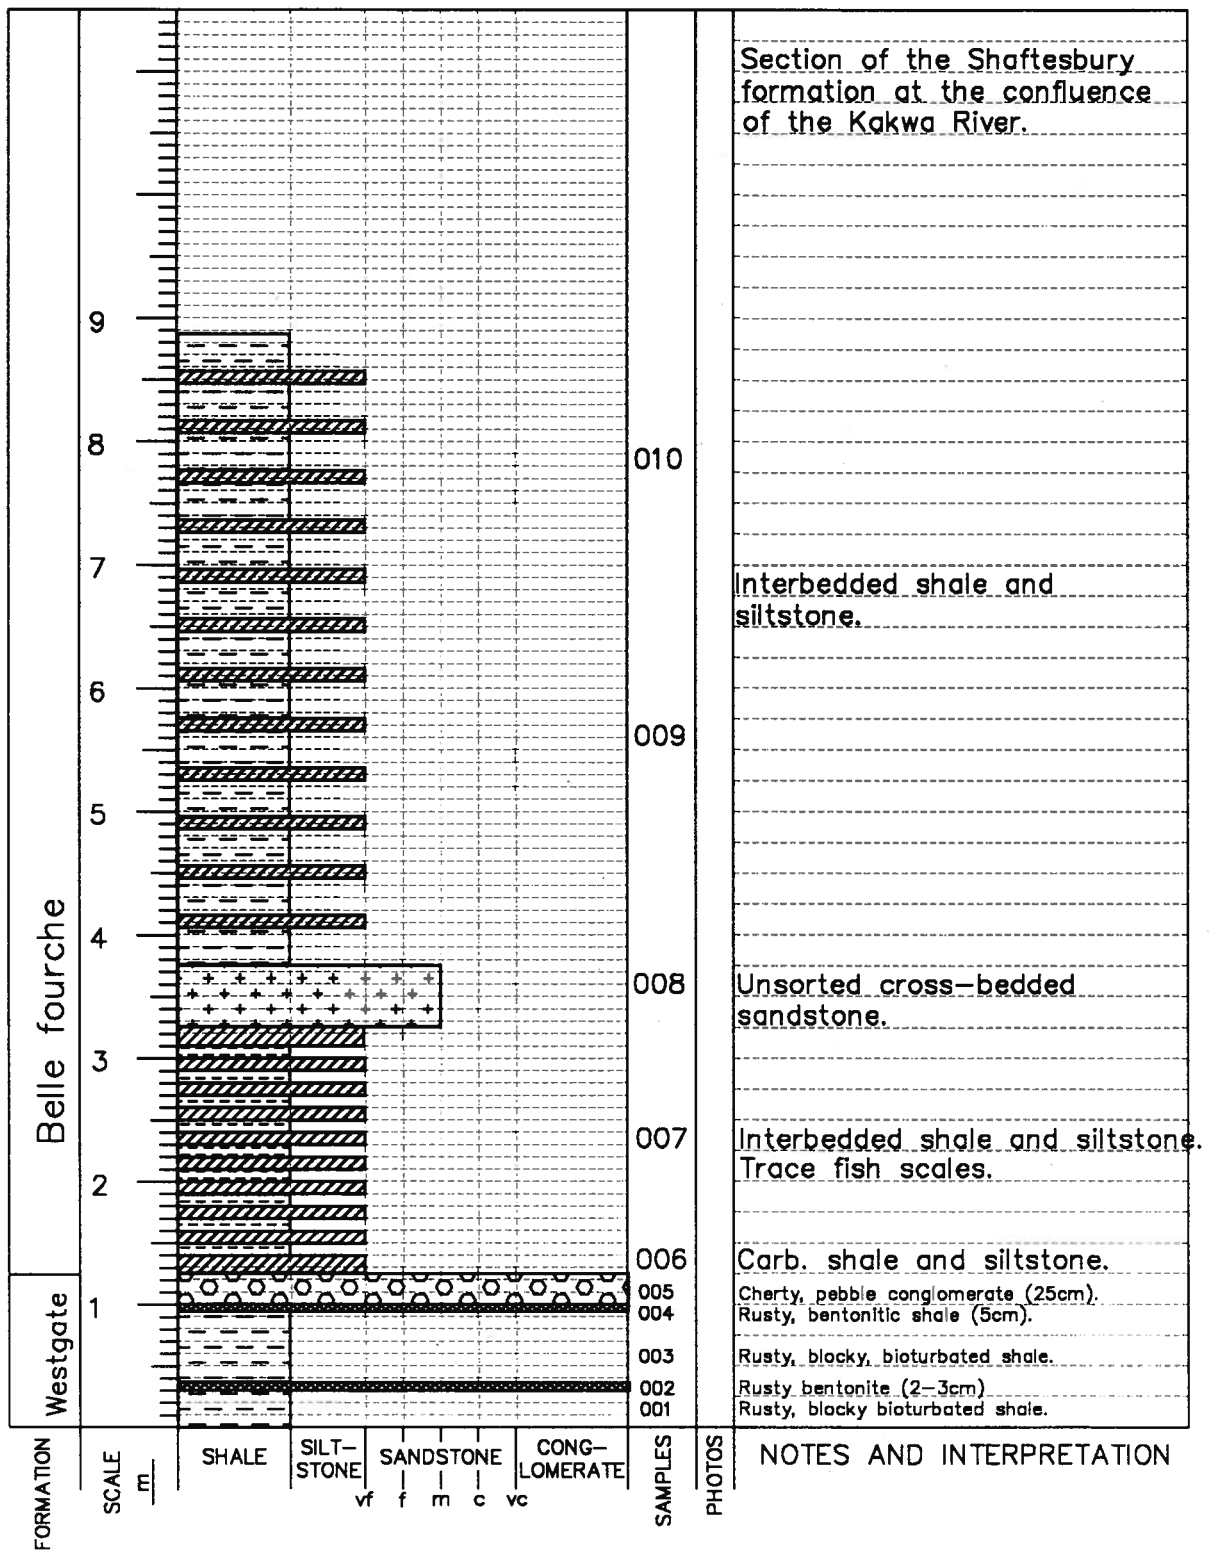 Section of the Shaftesbury
formation at the confluence
of the Kakwa River.
9
8
010
7
Interbedded shale and
siltstone.
6
009
5
4
008
Unsorted cross-bedded
sandstone.
3
007
Interbedded shale and siltstone.
Trace fish scales.
2
006
Carb. shale and siltstone.
005
Cherty, pebble conglomerate (25cm).
1
004
Rusty, bentonitic shale (5cm).
003
Rusty, blocky, bioturbated shale.
002
Rusty bentonite (2-3cm)
001
Rusty, blocky bioturbated shale.
Belle fourche
Westgate
FORMATION
SCALE
m
SHALE
SILT-
STONE
SANDSTONE
CONG-
LOMERATE
vf f m c vc
SAMPLES
PHOTOS
NOTES AND INTERPRETATION